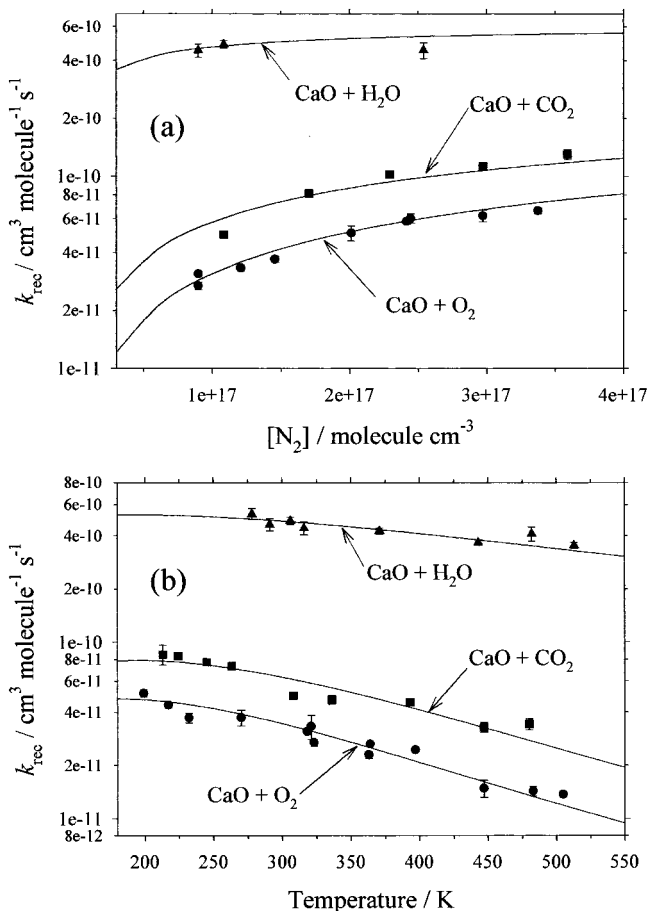 6e-10
4e-10
CaO + H₂O
(a)
CaO + CO₂
2e-10
1e-10
8e-11
6e-11
4e-11
CaO + O₂
2e-11
1e-11
k_rec / cm³ molecule⁻¹ s⁻¹
1e+17 2e+17 3e+17 4e+17
[N₂] / molecule cm⁻³
8e-10
6e-10
4e-10
(b)
CaO + H₂O
2e-10
1e-10
8e-11
6e-11
CaO + CO₂
4e-11
2e-11
CaO + O₂
1e-11
8e-12
k_rec / cm³ molecule⁻¹ s⁻¹
200 250 300 350 400 450 500 550
Temperature / K